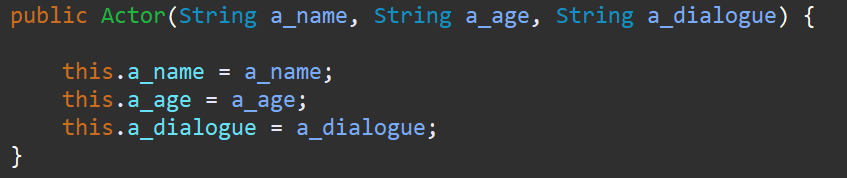 public Actor(String a_name, String a_age, String a_dialogue) {
this.a_name = a_name;
this.a_age = a_age;
this.a_dialogue = a_dialogue;
}